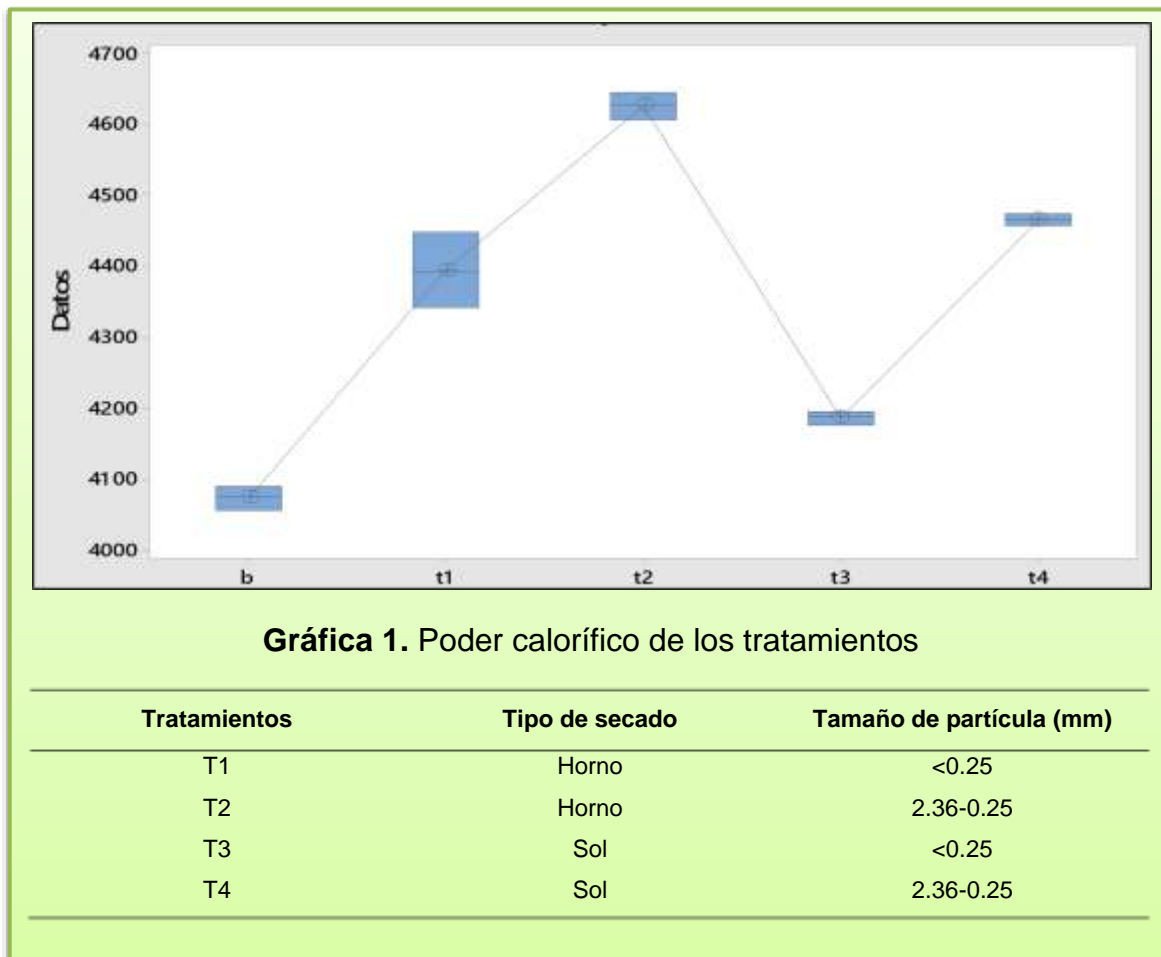 4700
4600
4500
4400
4300
4200
4100
4000
Datos
b t1 t2 t3 t4
Gráfica 1. Poder calorífico de los tratamientos
Tratamientos Tipo de secado Tamaño de partícula (mm)
T1 Horno <0.25
T2 Horno 2.36-0.25
T3 Sol <0.25
T4 Sol 2.36-0.25